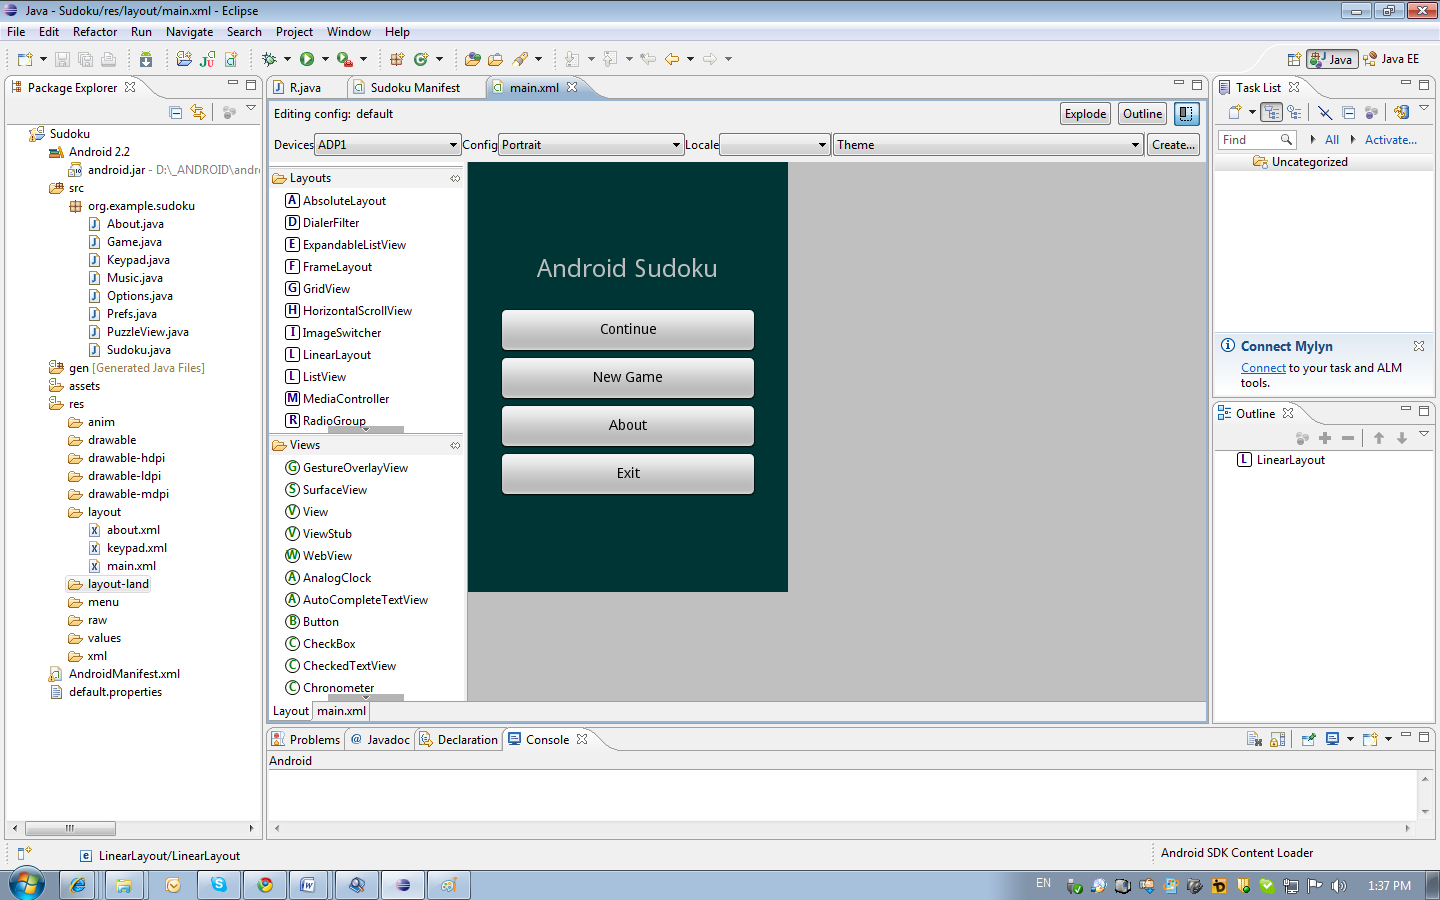 Java - Sudoku/res/layout/main.xml - Eclipse
File Edit Refactor Run Navigate Search Project Window Help
Java Java EE
Package Explorer
Sudoku
Android 2.2
android.jar - D:\_ANDROID\andr
src
org.example.sudoku
About.java
Game.java
Keypad.java
Music.java
Options.java
Prefs.java
PuzzleView.java
Sudoku.java
gen [Generated Java Files]
assets
res
anim
drawable
drawable-hdpi
drawable-ldpi
drawable-mdpi
layout
about.xml
keypad.xml
main.xml
layout-land
menu
raw
values
xml
AndroidManifest.xml
default.properties
R.java Sudoku Manifest main.xml
Editing config: default Explode Outline
Devices ADP1 Config Portrait Locale Theme Create...
Layouts
A AbsoluteLayout
D DialerFilter
E ExpandableListView
F FrameLayout
G GridView
H HorizontalScrollView
I ImageSwitcher
L LinearLayout
L ListView
M MediaController
R RadioGroup
Views
G GestureOverlayView
S SurfaceView
V View
V ViewStub
W WebView
A AnalogClock
A AutoCompleteTextView
B Button
C CheckBox
C CheckedTextView
C Chronometer
Layout main.xml
Android Sudoku
Continue
New Game
About
Exit
Task List
Find All Activate...
Uncategorized
Connect Mylyn
Connect to your task and ALM
tools.
Outline
L LinearLayout
Problems @ Javadoc Declaration Console
Android
LinearLayout/LinearLayout
Android SDK Content Loader
EN 1:37 PM